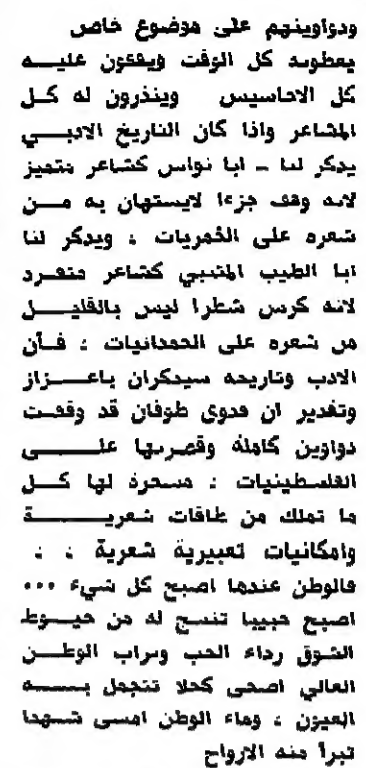 ودواوينهم على موضوع خاص
يعطونه كل الوقت ويقفون عليه
كل الاحاسيس وينذرون له كل
المشاعر واذا كان التاريخ الادبي
يذكر لنا - ابا نواس كشاعر متميز
لانه وقف جزءا لايستهان به من
شعره على الخمريات ؛ ويذكر لنا
ابا الطيب المتنبي كشاعر متفرد
لانه كرس شطرا ليس بالقليل
من شعره على الحمدانيات ؛ فأن
الادب وتاريخه سيذكران باعزاز
وتقدير ان فدوى طوقان قد وقفت
دواوين كاملة وقصرتها على
الفلسطينيات ؛ مسخرة لها كل
ما تملك من طاقات شعرية
وامكانيات تعبيرية شعرية ؛ ؛
فالوطن عندها اصبح كل شيء ...
اصبح حبيبا تنسج له من خيوط
الشوق رداء الحب وتراب الوطن
الغالي اضحى كحلا تتجمل به
العيون ؛ وماء الوطن امسى شهدا
تبرأ منه الارواح